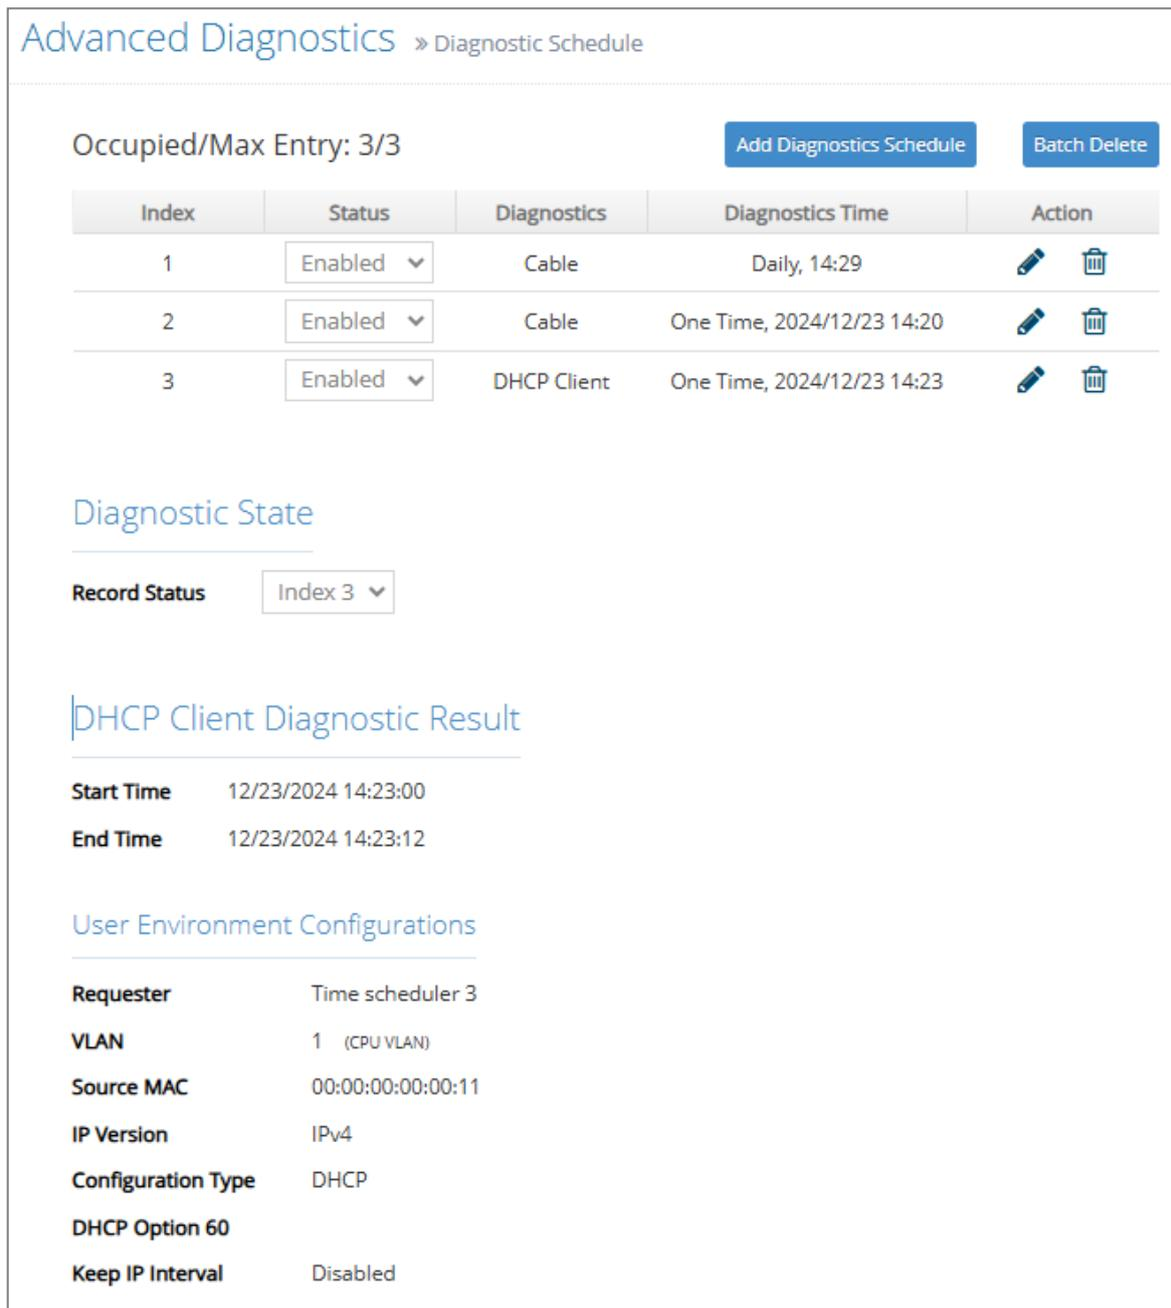 Advanced Diagnostics » Diagnostic Schedule
Occupied/Max Entry: 3/3 Add Diagnostics Schedule Batch Delete
Index Status Diagnostics Diagnostics Time Action
1 Enabled Cable Daily, 14:29
2 Enabled Cable One Time, 2024/12/23 14:20
3 Enabled DHCP Client One Time, 2024/12/23 14:23
Diagnostic State
Record Status Index 3
DHCP Client Diagnostic Result
Start Time 12/23/2024 14:23:00
End Time 12/23/2024 14:23:12
User Environment Configurations
Requester Time scheduler 3
VLAN 1 (CPU VLAN)
Source MAC 00:00:00:00:00:11
IP Version IPv4
Configuration Type DHCP
DHCP Option 60
Keep IP Interval Disabled